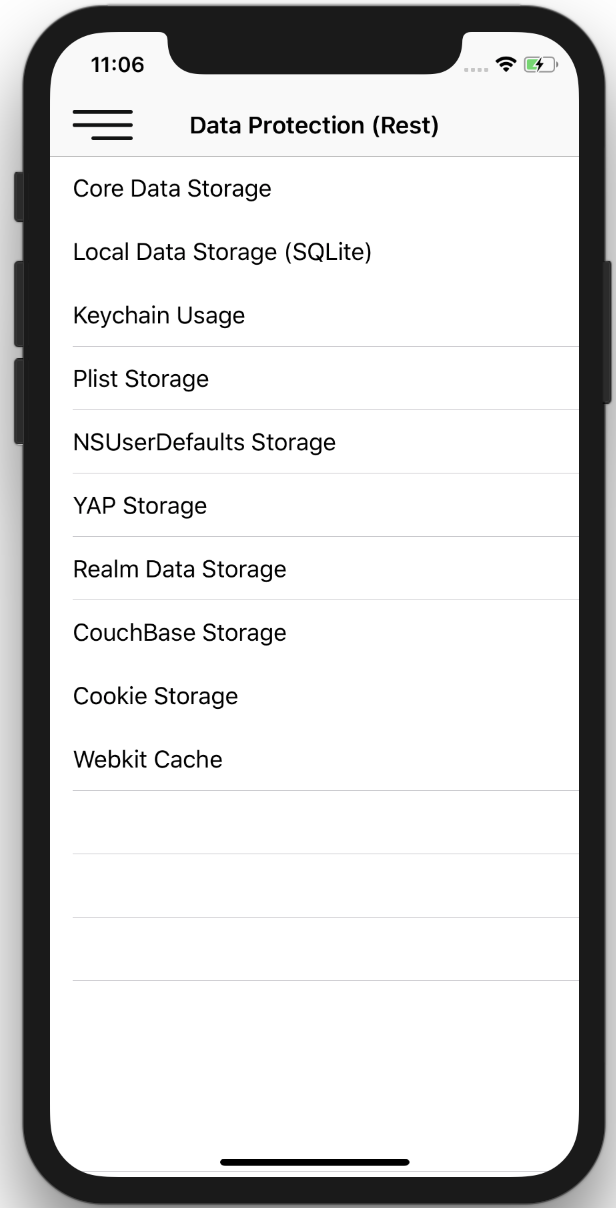 11:06
Data Protection (Rest)
Core Data Storage
Local Data Storage (SQLite)
Keychain Usage
Plist Storage
NSUserDefaults Storage
YAP Storage
Realm Data Storage
CouchBase Storage
Cookie Storage
Webkit Cache